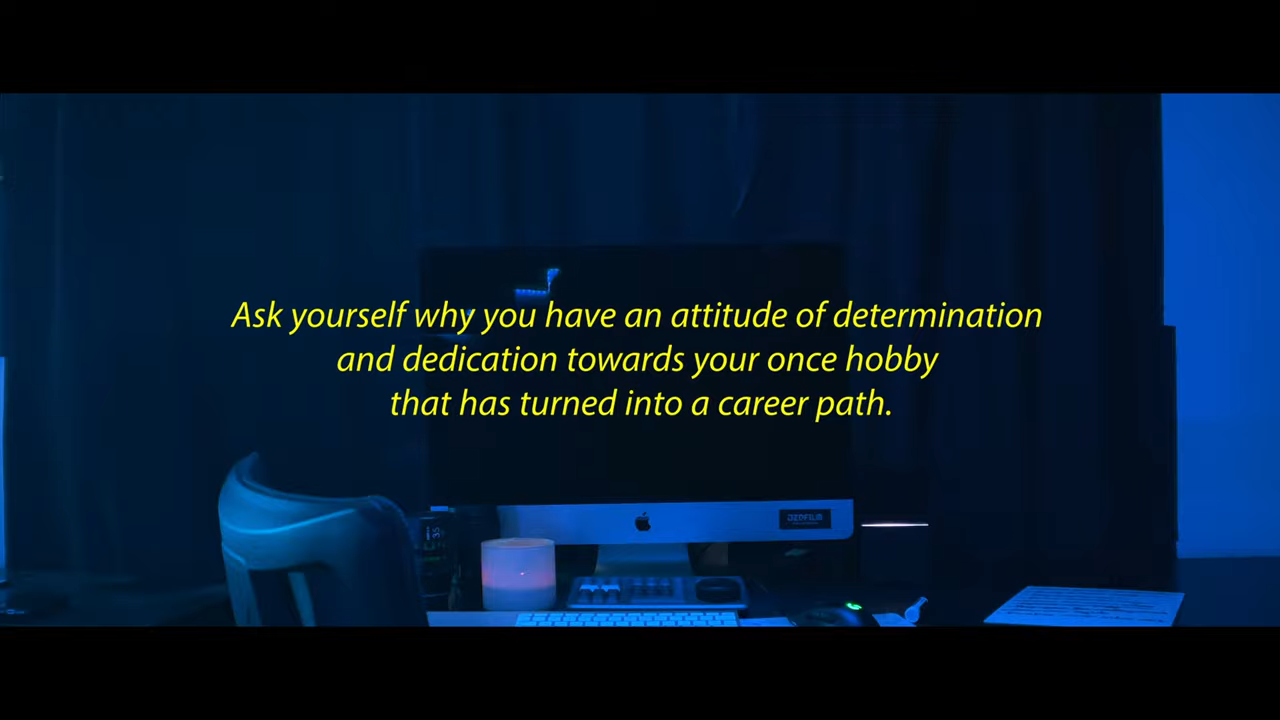 Ask yourself why you have an attitude of determination
and dedication towards your once hobby
that has turned into a career path.